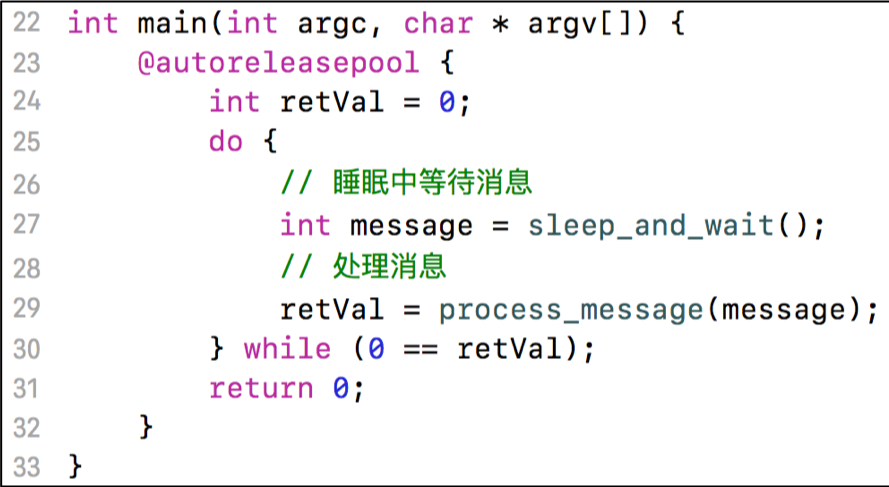 22 int main(int argc, char * argv[]) {
23     @autoreleasepool {
24         int retVal = 0;
25         do {
26             // 睡眠中等待消息
27             int message = sleep_and_wait();
28             // 处理消息
29             retVal = process_message(message);
30         } while (0 == retVal);
31         return 0;
32     }
33 }